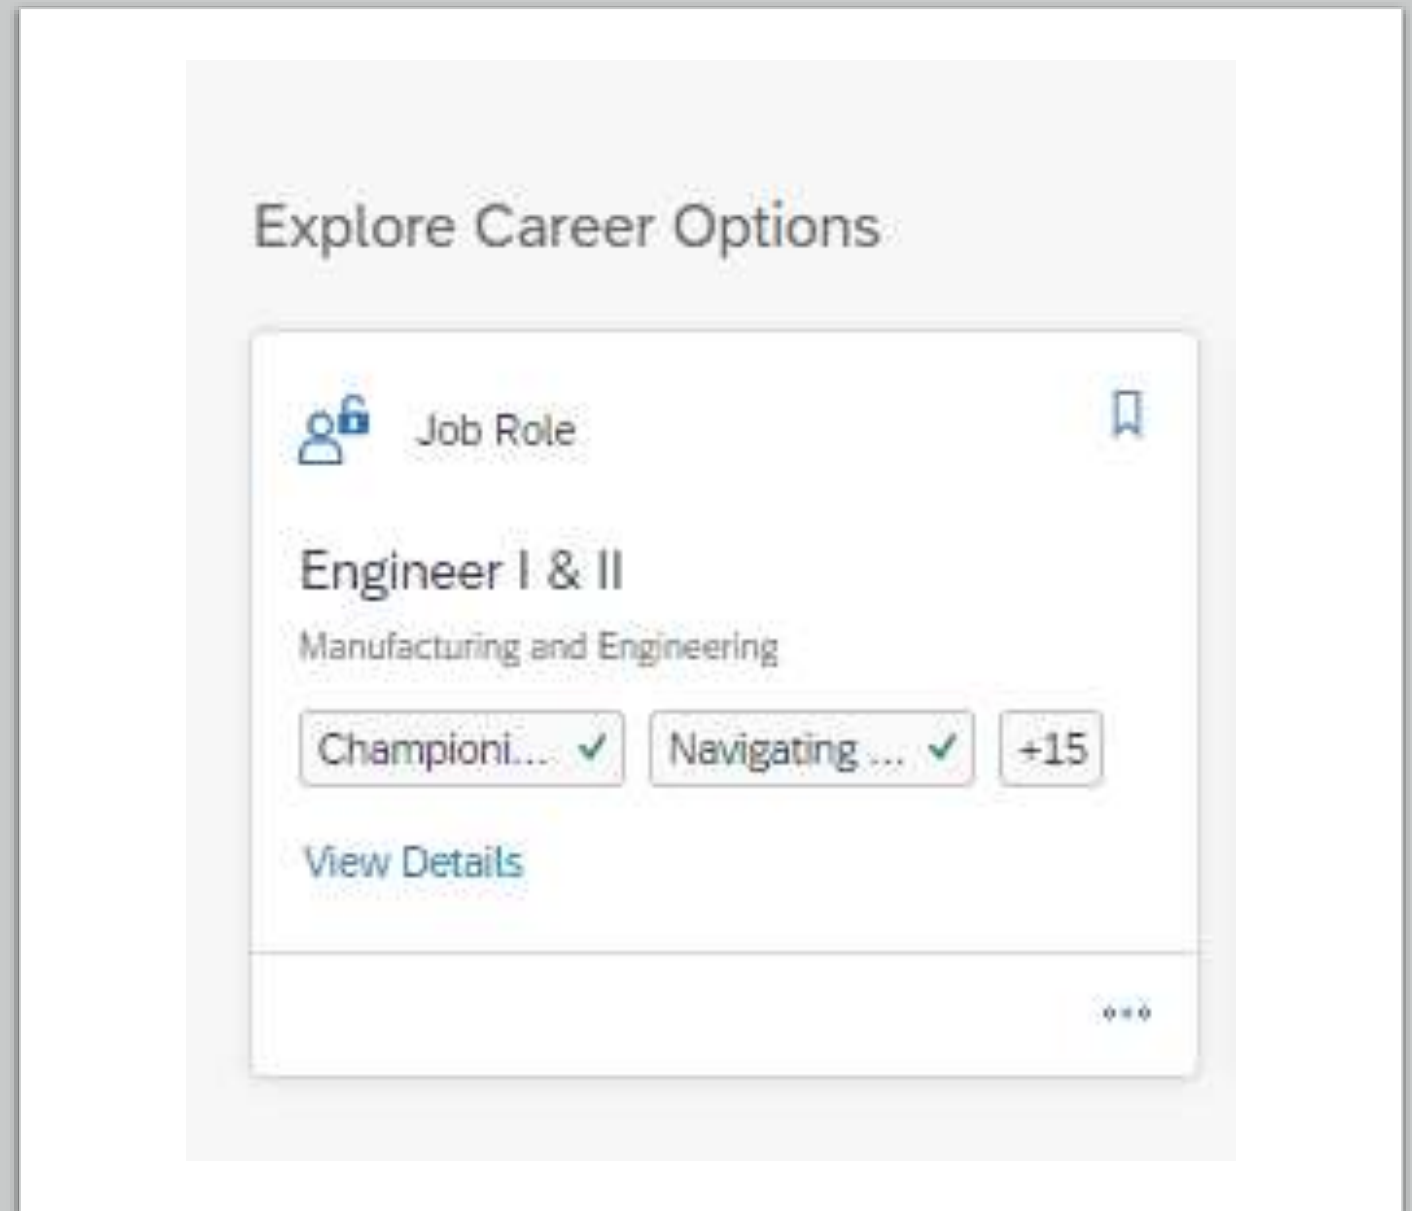 Explore Career Options
Job Role
Engineer I & II
Manufacturing and Engineering
Championi... Navigating ... +15
View Details